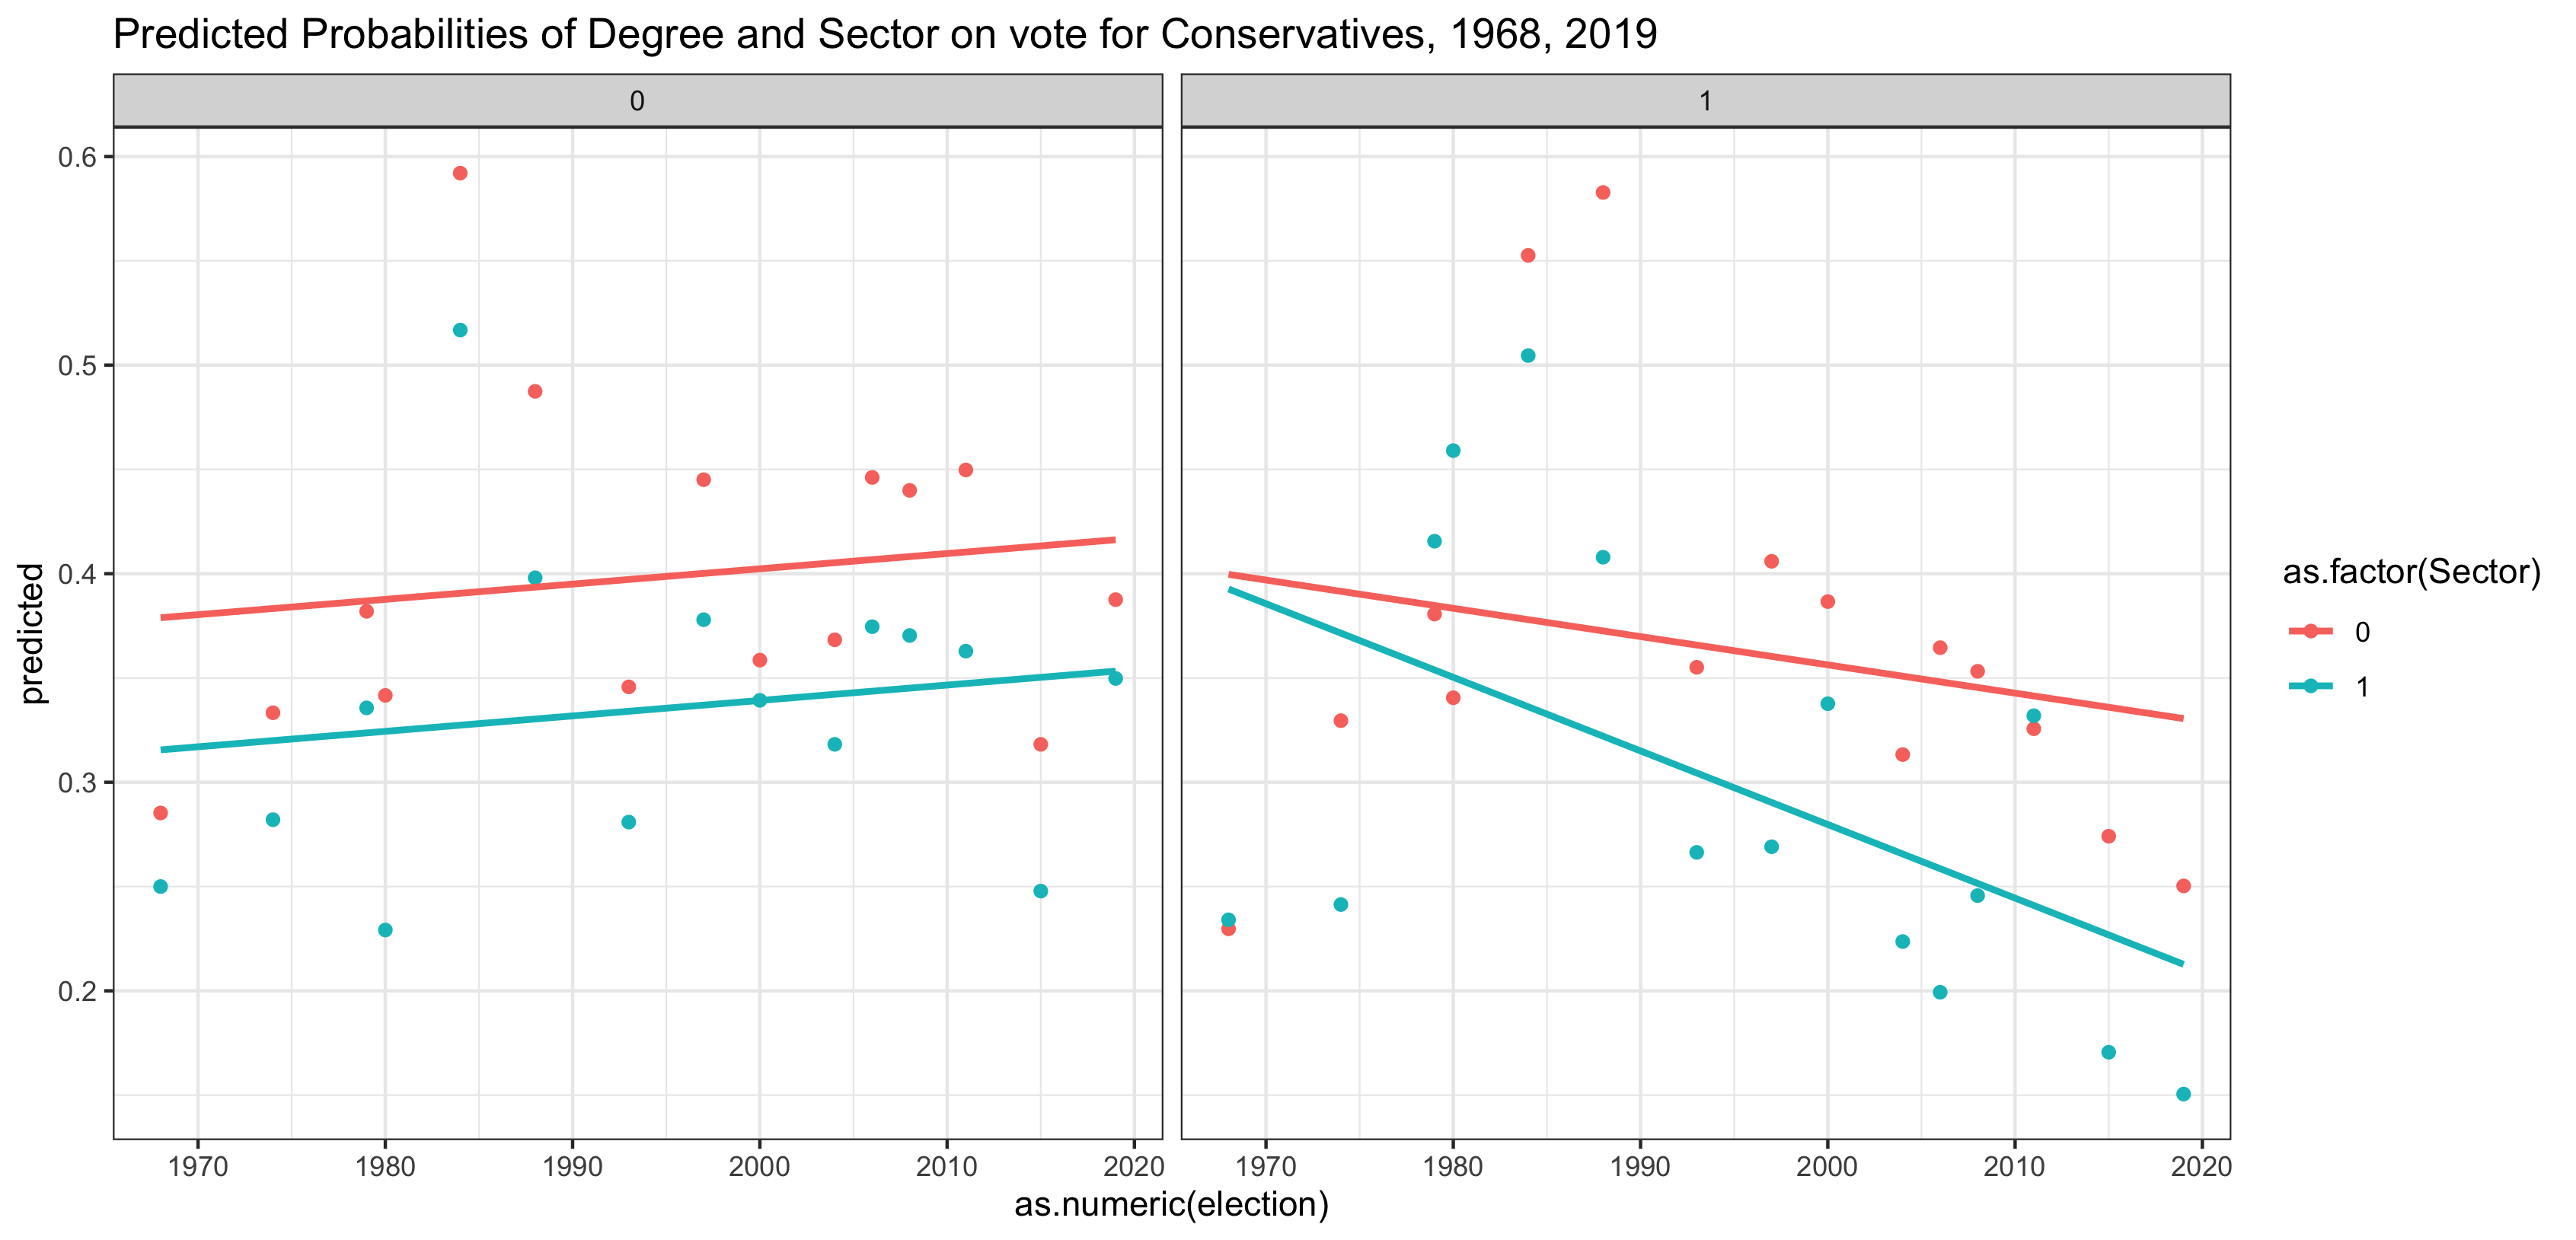 Predicted Probabilities of Degree and Sector on vote for Conservatives, 1968, 2019
0
1
0.6
0.5
0.4
0.3
0.2
predicted
1970 1980 1990 2000 2010 2020
1970 1980 1990 2000 2010 2020
as.numeric(election)
as.factor(Sector)
0
1